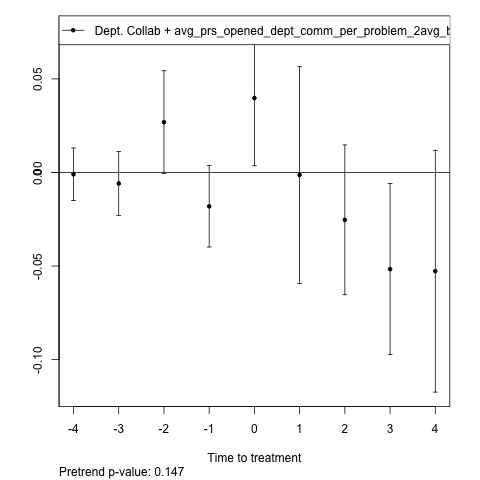 Dept. Collab + avg_prs_opened_dept_comm_per_problem_2avg_b
0.05
0.00
0
-0.05
-0.10
-4 -3 -2 -1 0 1 2 3 4
Time to treatment
Pretrend p-value: 0.147